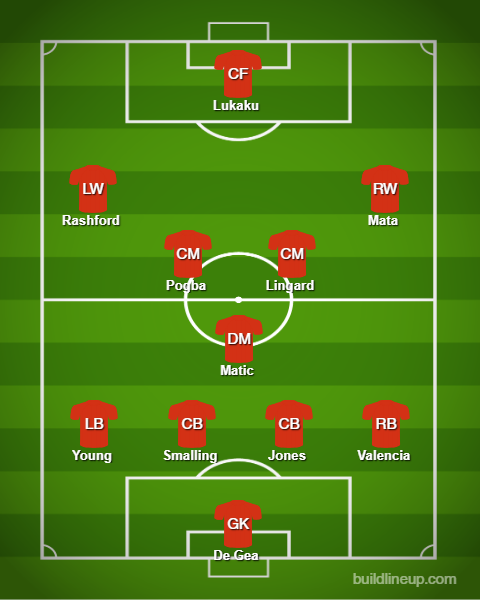 CF
Lukaku
LW
RW
Rashford
Mata
CM
CM
Pogba
Lingard
DM
Matic
LB
CB
CB
RB
Young
Smalling
Jones
Valencia
GK
De Gea
buildlineup.com